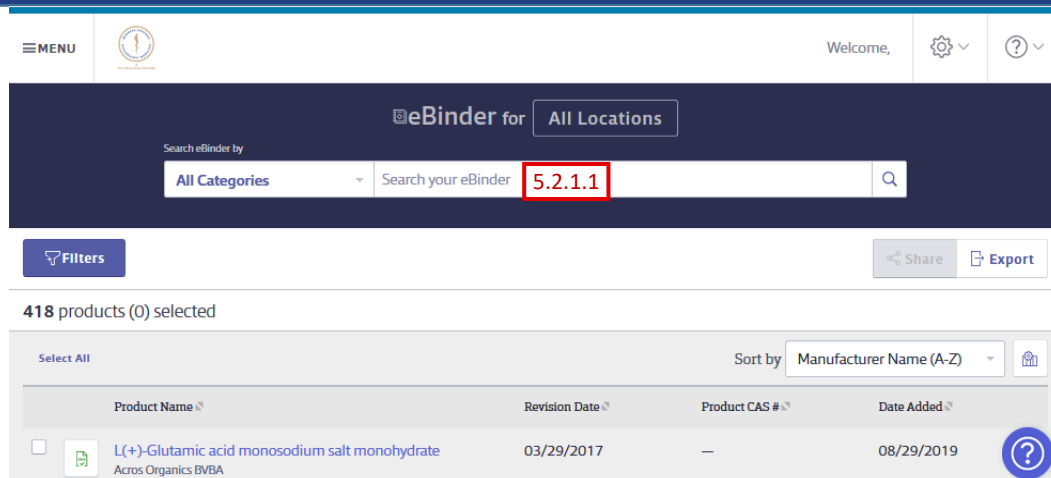 MENU
Welcome,
eBinder for All Locations
Search eBinder by
All Categories Search your eBinder 5.2.1.1
Filters Share Export
418 products (0) selected
Select All Sort by Manufacturer Name (A-Z)
Product Name Revision Date Product CAS # Date Added
L(+)-Glutamic acid monosodium salt monohydrate 03/29/2017 — 08/29/2019
Acros Organics BVBA